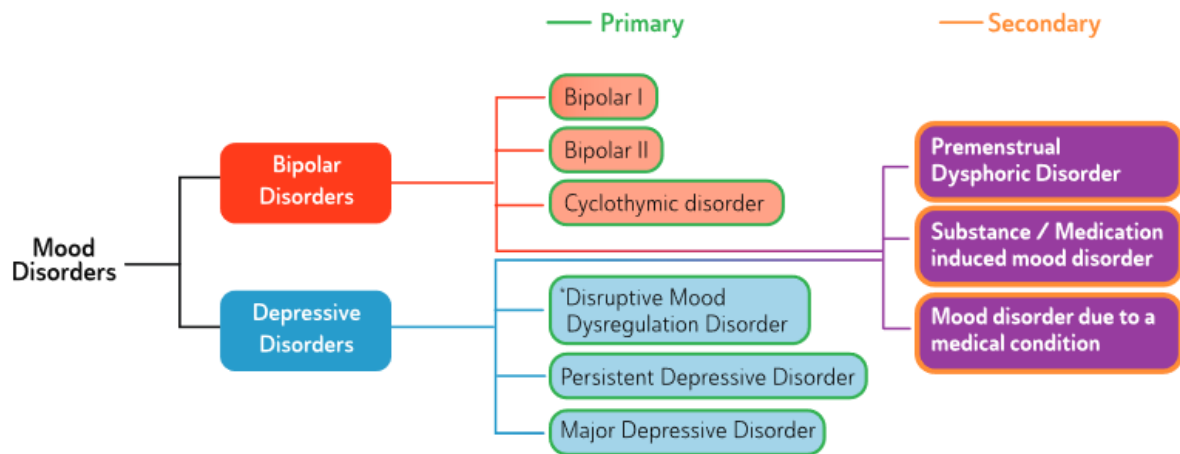 Primary
Secondary
Mood
Disorders
Bipolar
Disorders
Depressive
Disorders
Bipolar I
Bipolar II
Cyclothymic disorder
*Disruptive Mood
Dysregulation Disorder
Persistent Depressive Disorder
Major Depressive Disorder
Premenstrual
Dysphoric Disorder
Substance / Medication
induced mood disorder
Mood disorder due to a
medical condition